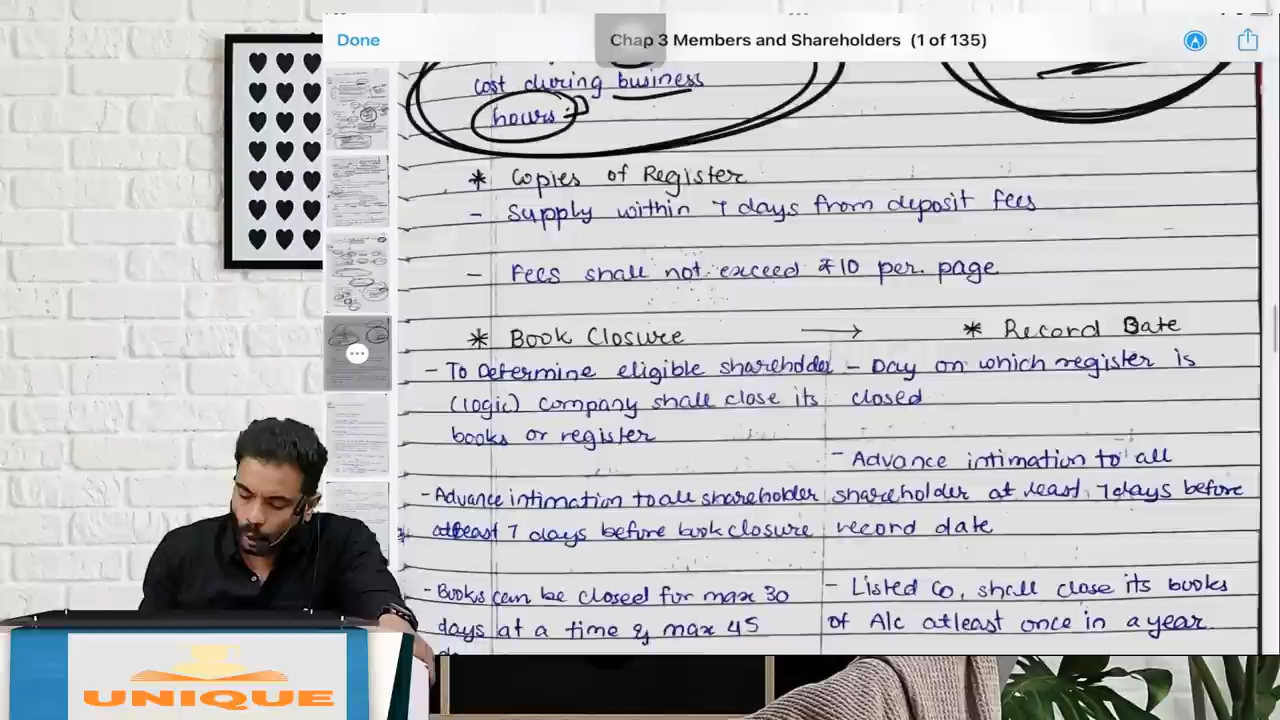 Done
Chap 3 Members and Shareholders (1 of 135)
cost during business
hours
* Copies of Register
- Supply within 7 days from deposit fees
- Fees shall not exceed ₹10 per. page
* Book Closure → * Record Date
- To Determine eligible shareholder
(logic) company shall close its
books or register
- Advance intimation to all shareholder
atleast 7 days before book closure
- Books can be closed for max 30
days at a time & max 45
- Day on which register is
closed
- Advance intimation to all
shareholder at least 7 days before
record date
- Listed Co, shall close its books
of A/c atleast once in a year
UNIQUE